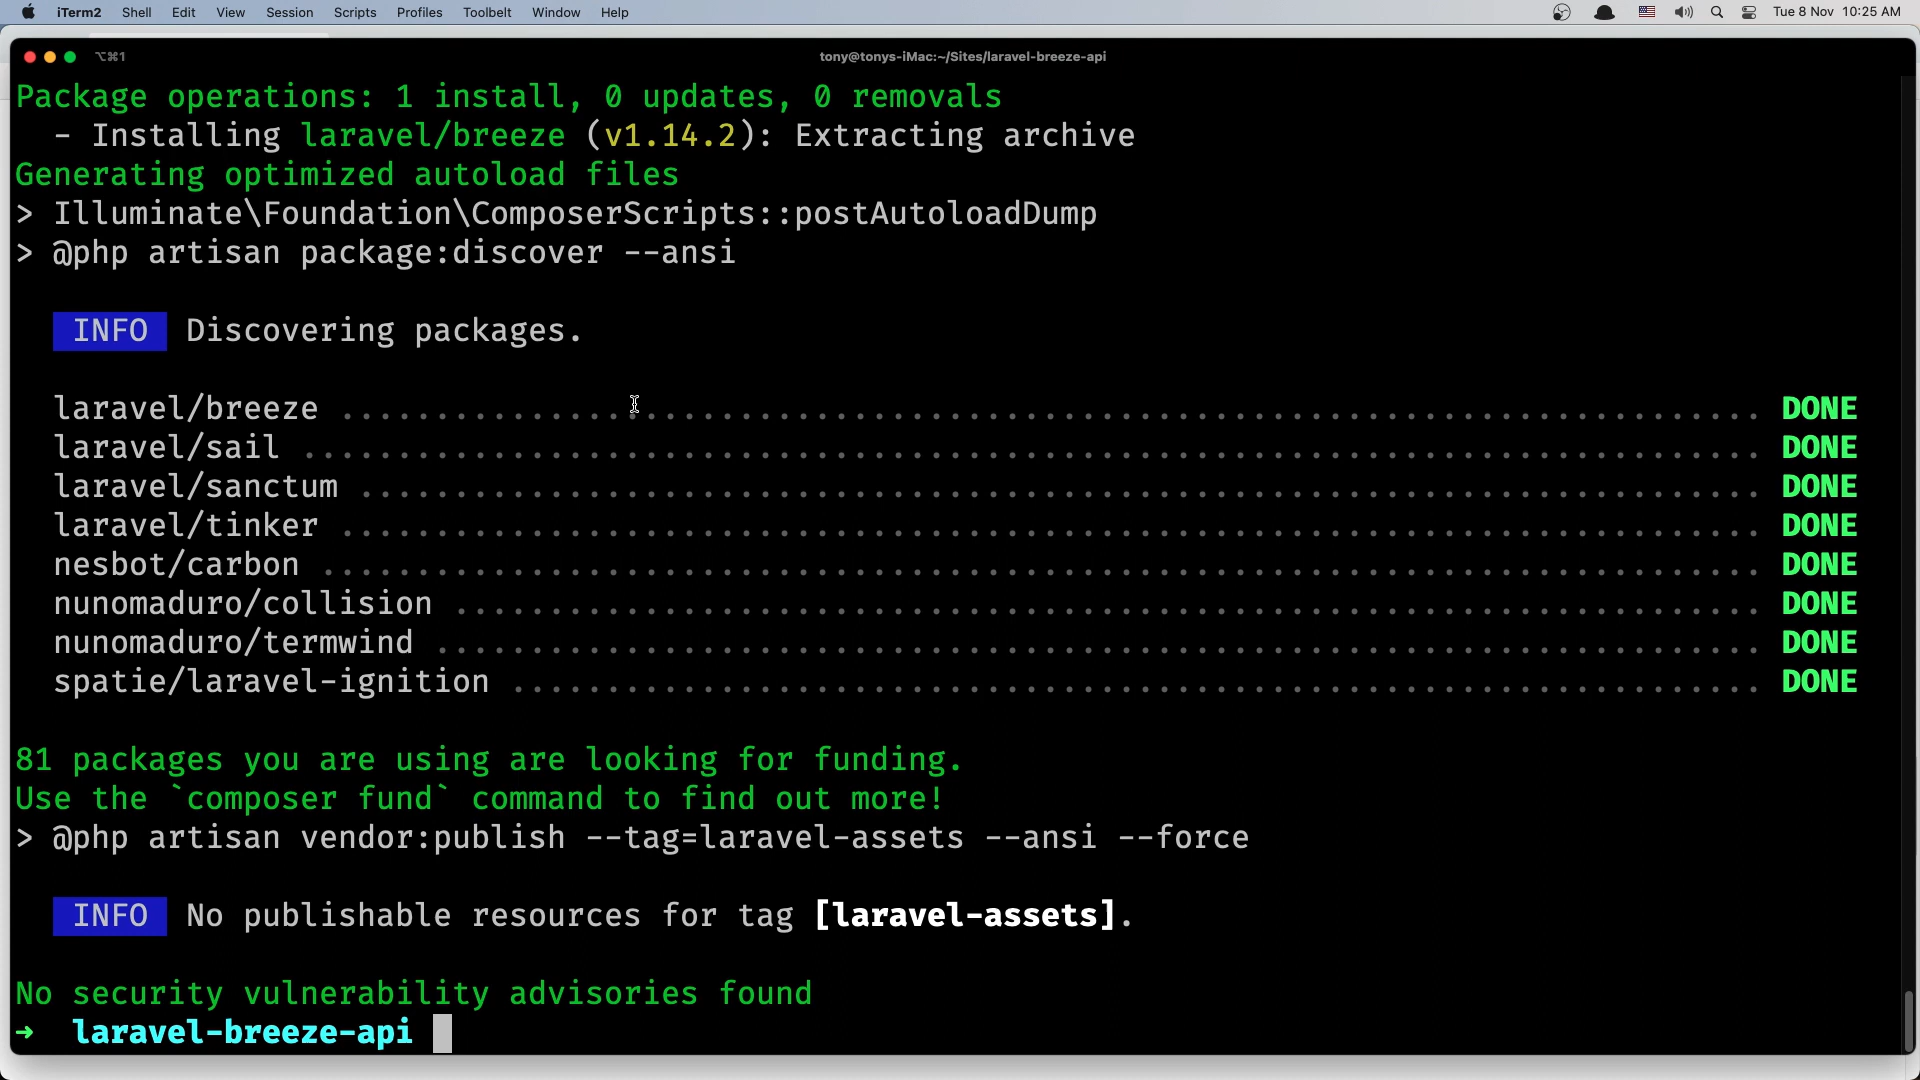 iTerm2 Shell Edit View Session Scripts Profiles Toolbelt Window Help Tue 8 Nov 10:25 AM
⌥⌘1 tony@tonys-iMac:~/Sites/laravel-breeze-api
Package operations: 1 install, 0 updates, 0 removals
  - Installing laravel/breeze (v1.14.2): Extracting archive
Generating optimized autoload files
> Illuminate\Foundation\ComposerScripts::postAutoloadDump
> @php artisan package:discover --ansi
INFO Discovering packages.
laravel/breeze .......................................................................... DONE
laravel/sail ............................................................................ DONE
laravel/sanctum ......................................................................... DONE
laravel/tinker .......................................................................... DONE
nesbot/carbon ........................................................................... DONE
nunomaduro/collision .................................................................... DONE
nunomaduro/termwind ..................................................................... DONE
spatie/laravel-ignition ................................................................. DONE
81 packages you are using are looking for funding.
Use the `composer fund` command to find out more!
> @php artisan vendor:publish --tag=laravel-assets --ansi --force
INFO No publishable resources for tag [laravel-assets].
No security vulnerability advisories found
→ laravel-breeze-api